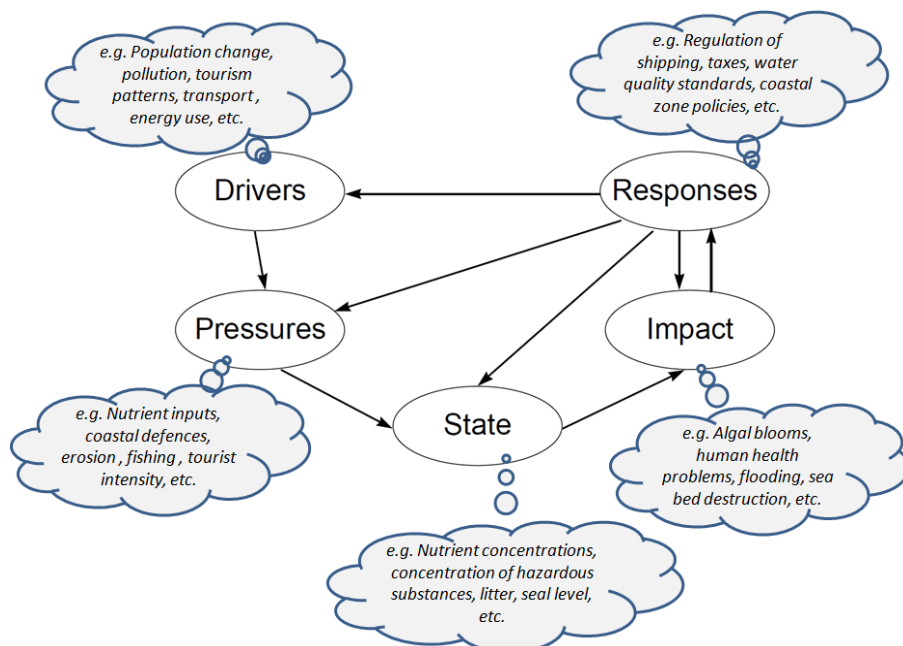 e.g. Population change,
pollution, tourism
patterns, transport ,
energy use, etc.
e.g. Regulation of
shipping, taxes, water
quality standards, coastal
zone policies, etc.
Drivers
Responses
Pressures
Impact
State
e.g. Nutrient inputs,
coastal defences,
erosion , fishing , tourist
intensity, etc.
e.g. Algal blooms,
human health
problems, flooding, sea
bed destruction, etc.
e.g. Nutrient concentrations,
concentration of hazardous
substances, litter, seal level,
etc.